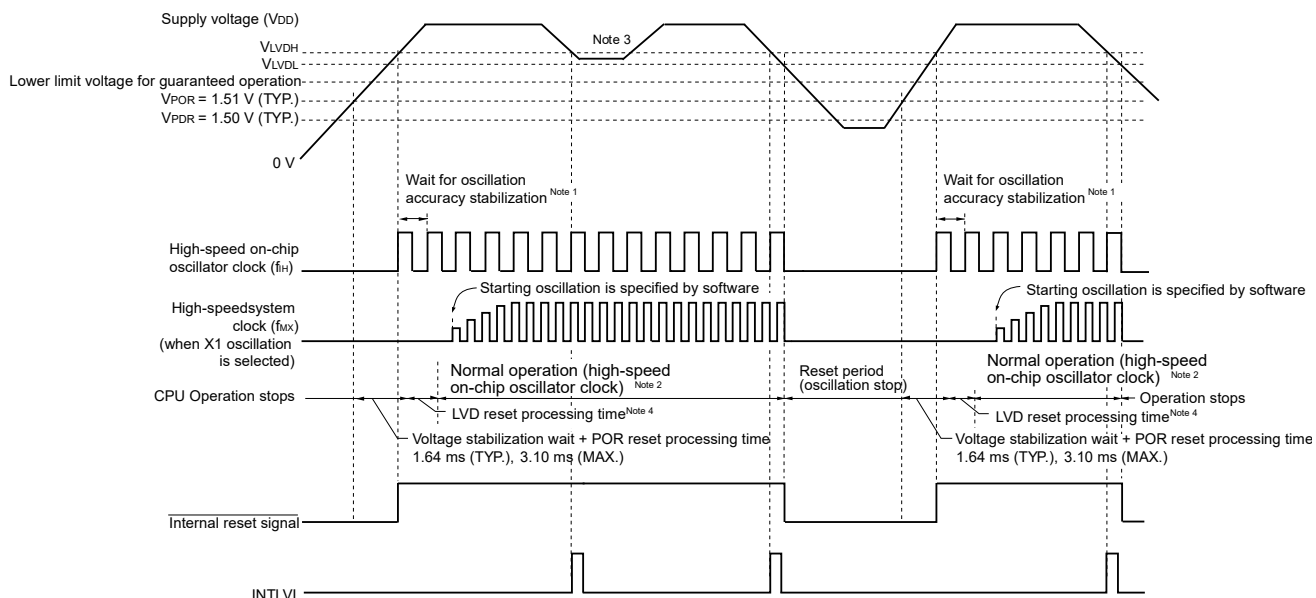 Supply voltage (VDD)
VLVDH
VLVDL
Lower limit voltage for guaranteed operation
VPOR = 1.51 V (TYP.)
VPDR = 1.50 V (TYP.)
0 V
Note 3
Wait for oscillation
accuracy stabilization Note 1
Wait for oscillation
accuracy stabilization Note 1
High-speed on-chip
oscillator clock (fIH)
Starting oscillation is specified by software
Starting oscillation is specified by software
High-speedsystem
clock (fMX)
(when X1 oscillation
is selected)
Normal operation (high-speed
on-chip oscillator clock) Note 2
Reset period
(oscillation stop)
Normal operation (high-speed
on-chip oscillator clock) Note 2
CPU Operation stops
Operation stops
LVD reset processing time Note 4
LVD reset processing time Note 4
Voltage stabilization wait + POR reset processing time
1.64 ms (TYP.), 3.10 ms (MAX.)
Voltage stabilization wait + POR reset processing time
1.64 ms (TYP.), 3.10 ms (MAX.)
Internal reset signal
INTLVI